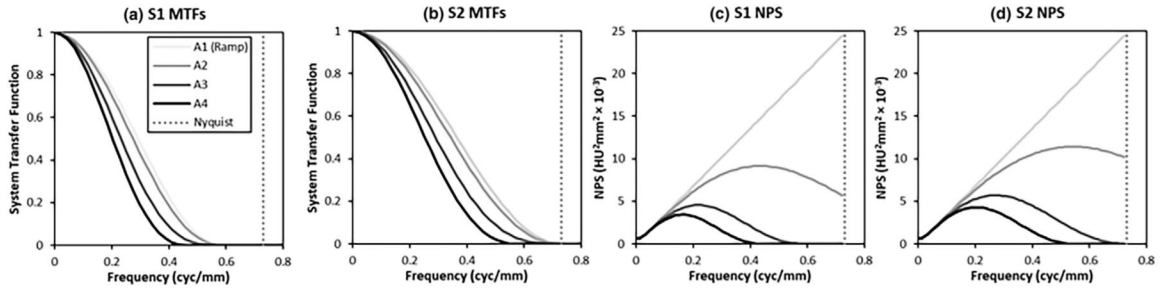 (a) S1 MTFs
System Transfer Function
1
0.8
0.6
0.4
0.2
0
A1 (Ramp)
A2
A3
A4
Nyquist
0 0.2 0.4 0.6 0.8
Frequency (cyc/mm)
(b) S2 MTFs
System Transfer Function
1
0.8
0.6
0.4
0.2
0
0 0.2 0.4 0.6 0.8
Frequency (cyc/mm)
(c) S1 NPS
NPS (HU²mm² × 10⁻³)
25
20
15
10
5
0
0 0.2 0.4 0.6 0.8
Frequency (cyc/mm)
(d) S2 NPS
NPS (HU²mm² × 10⁻³)
25
20
15
10
5
0
0 0.2 0.4 0.6 0.8
Frequency (cyc/mm)